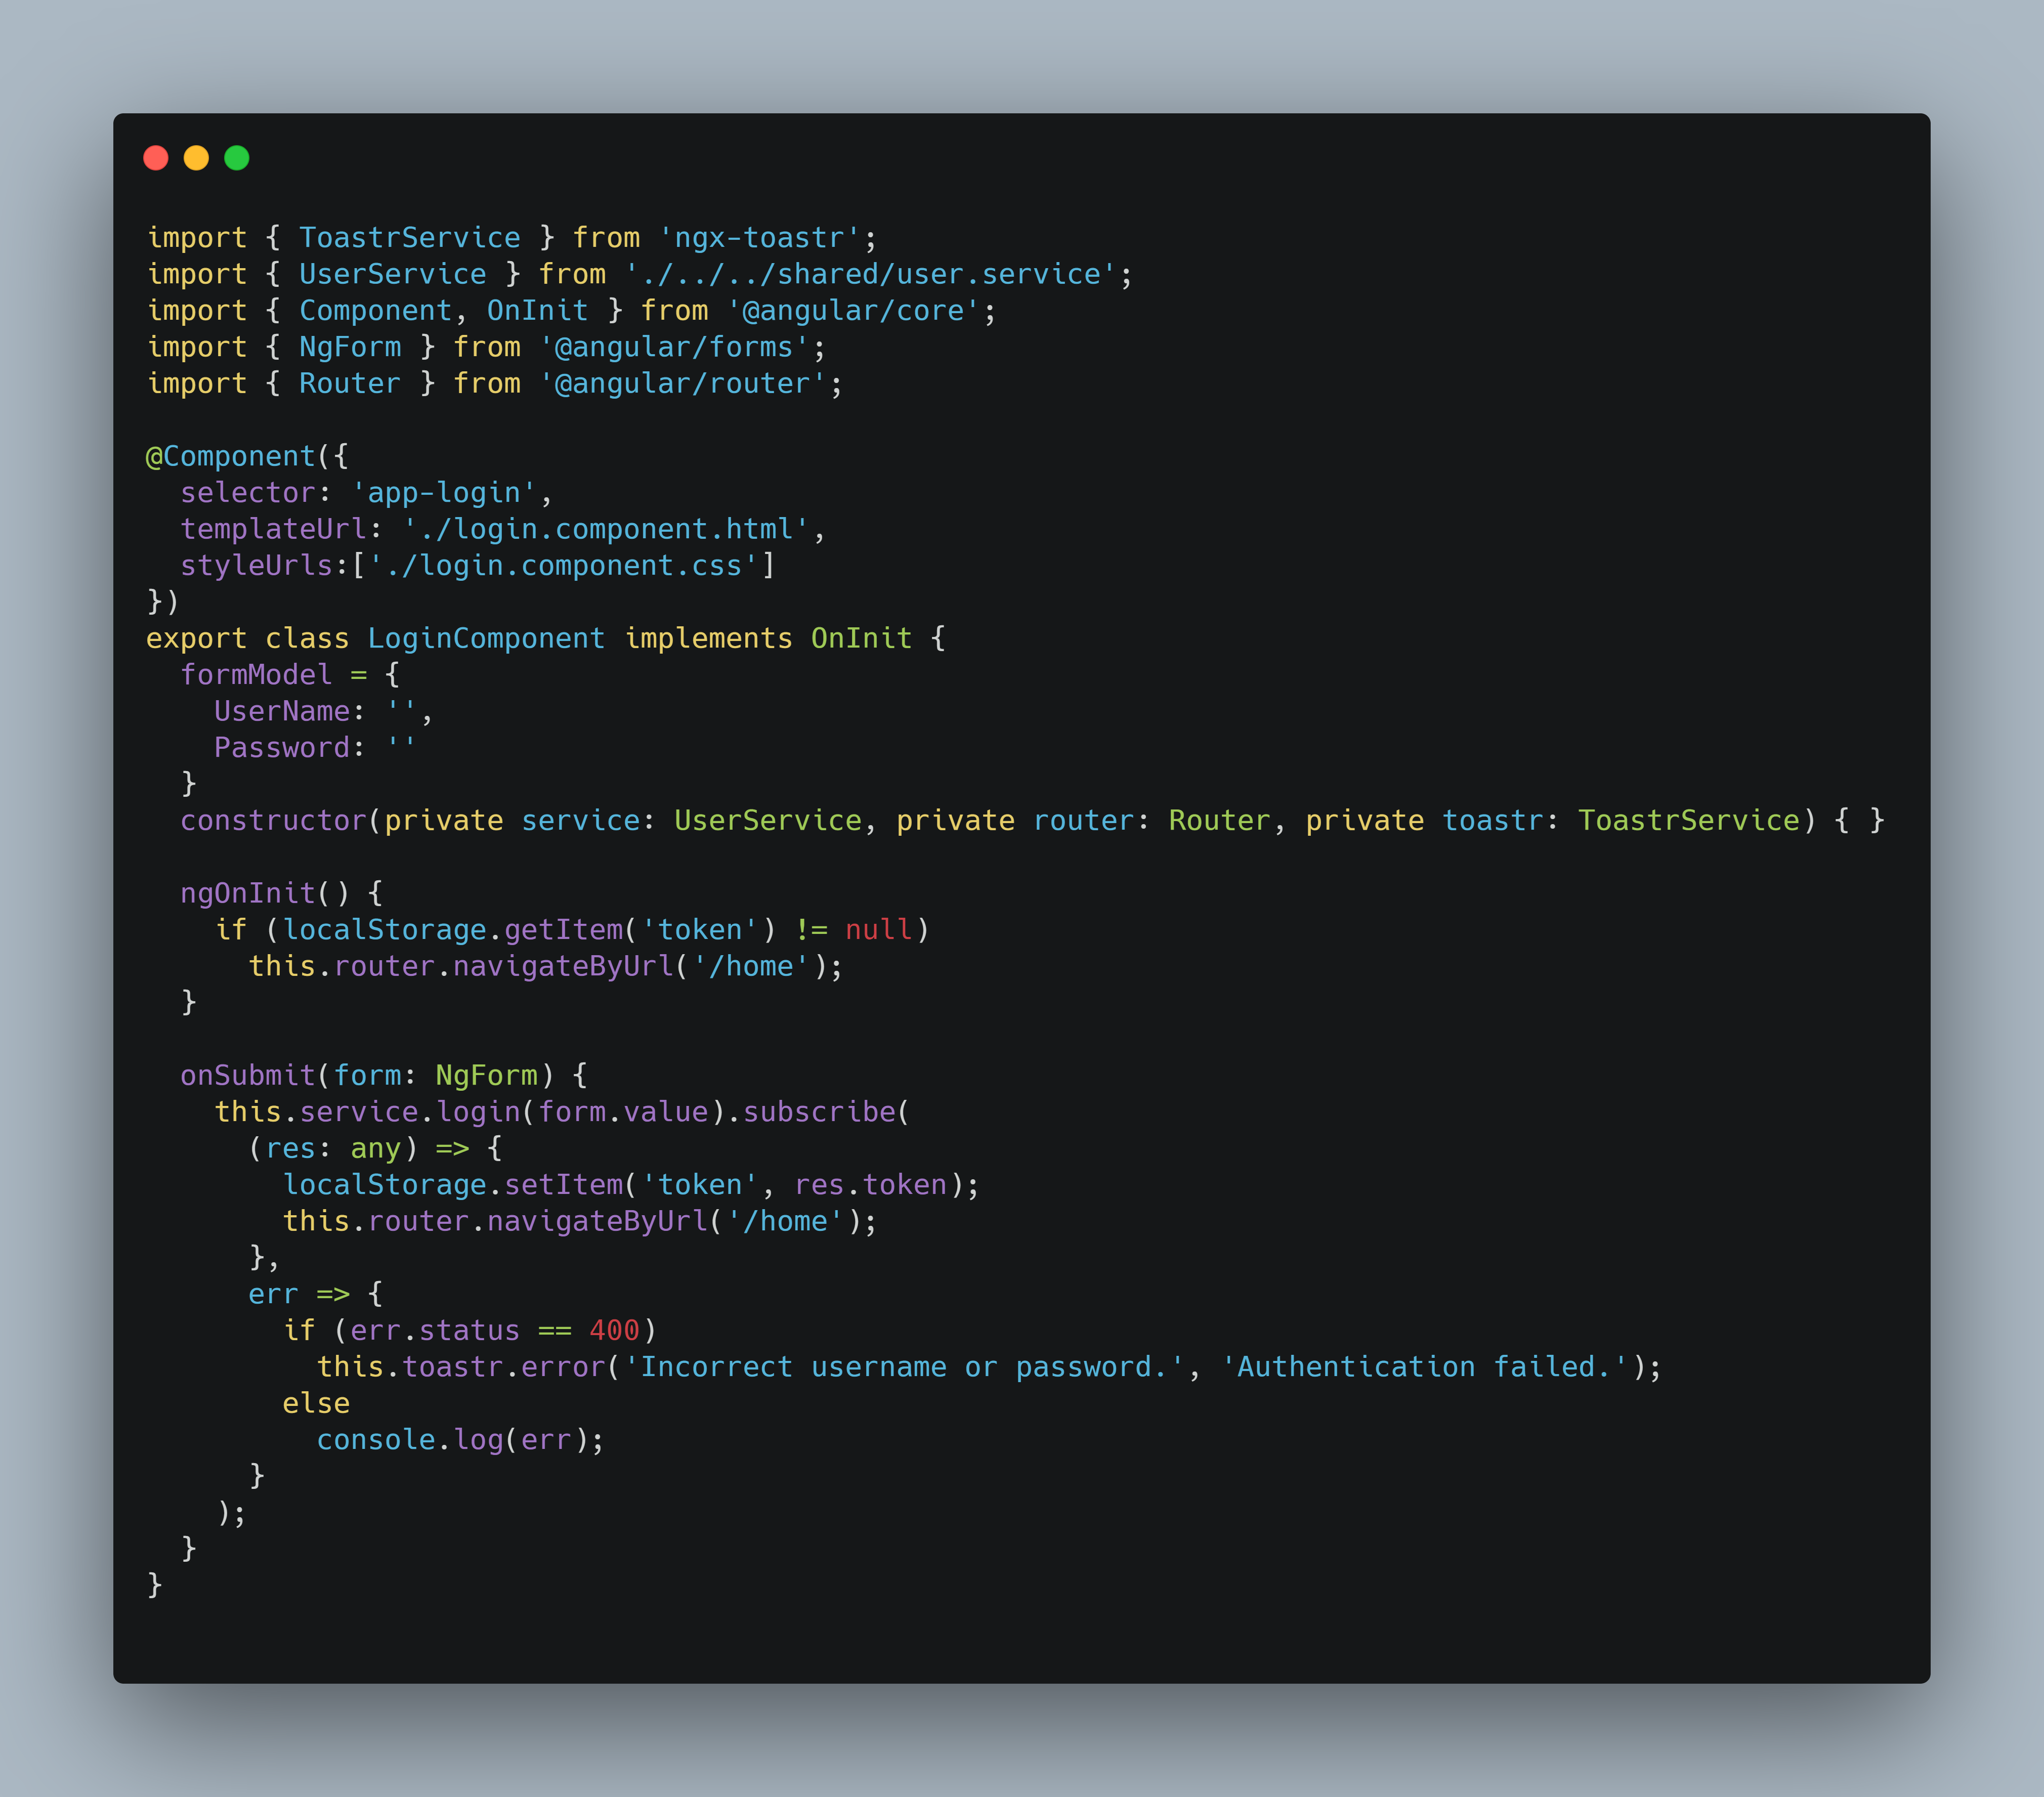 import { ToastrService } from 'ngx-toastr';
import { UserService } from './../../shared/user.service';
import { Component, OnInit } from '@angular/core';
import { NgForm } from '@angular/forms';
import { Router } from '@angular/router';

@Component({
  selector: 'app-login',
  templateUrl: './login.component.html',
  styleUrls:['./login.component.css']
})
export class LoginComponent implements OnInit {
  formModel = {
    UserName: '',
    Password: ''
  }
  constructor(private service: UserService, private router: Router, private toastr: ToastrService) { }

  ngOnInit() {
    if (localStorage.getItem('token') != null)
      this.router.navigateByUrl('/home');
  }

  onSubmit(form: NgForm) {
    this.service.login(form.value).subscribe(
      (res: any) => {
        localStorage.setItem('token', res.token);
        this.router.navigateByUrl('/home');
      },
      err => {
        if (err.status == 400)
          this.toastr.error('Incorrect username or password.', 'Authentication failed.');
        else
          console.log(err);
      }
    );
  }
}